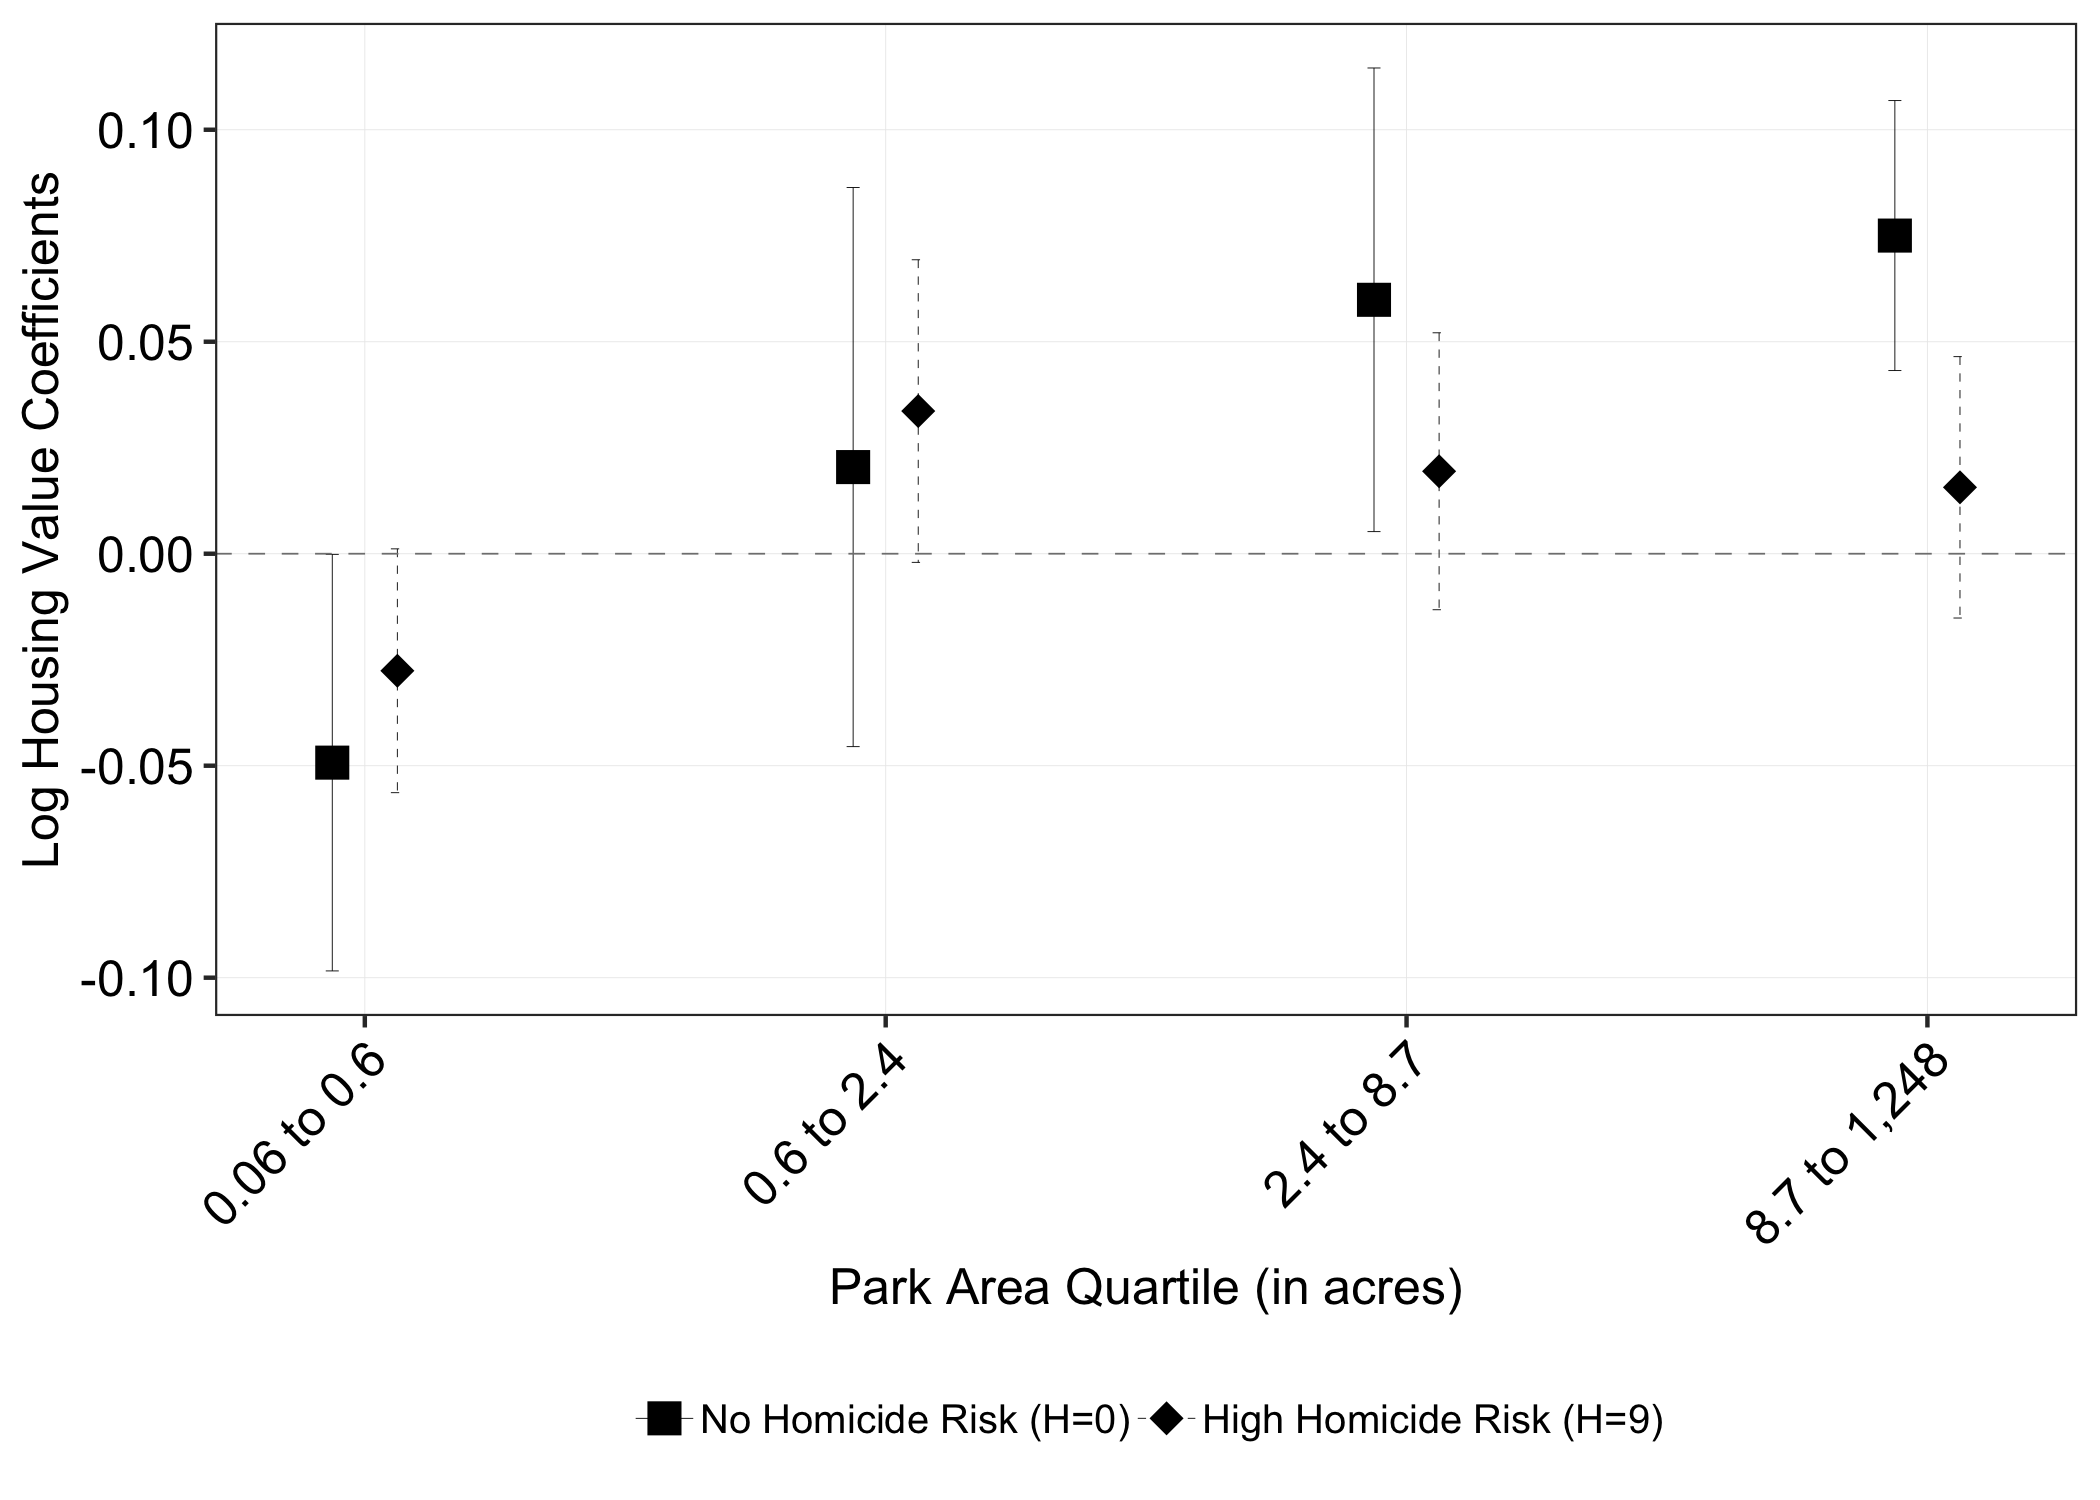 Log Housing Value Coefficients
0.10
0.05
0.00
-0.05
-0.10
0.06 to 0.6
0.6 to 2.4
2.4 to 8.7
8.7 to 1,248
Park Area Quartile (in acres)
No Homicide Risk (H=0) High Homicide Risk (H=9)